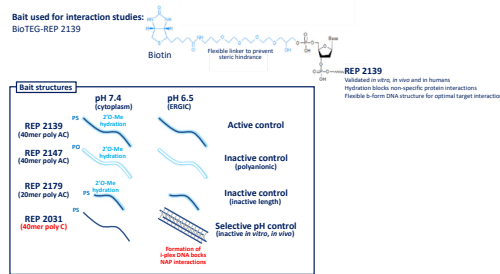 Bait used for interaction studies:
BioTEG-REP 2139
Biotin
Flexible linker to prevent
steric hindrance
REP 2139
Validated in vitro, in vivo and in humans
Hydration blocks non-specific protein interactions
Flexible b-form DNA structure for optimal target interaction
Bait structures
pH 7.4
(cytoplasm)
pH 6.5
(ERGIC)
REP 2139
(40mer poly AC)
PS
2'O-Me
hydration
Active control
REP 2147
(40mer poly AC)
PO
2'O-Me
hydration
Inactive control
(polyanionic)
REP 2179
(20mer poly AC)
PS
2'O-Me
hydration
Inactive control
(inactive length)
REP 2031
(40mer poly C)
PS
Selective pH control
(inactive in vitro, in vivo)
Formation of
i-plex DNA bocks
NAP interactions